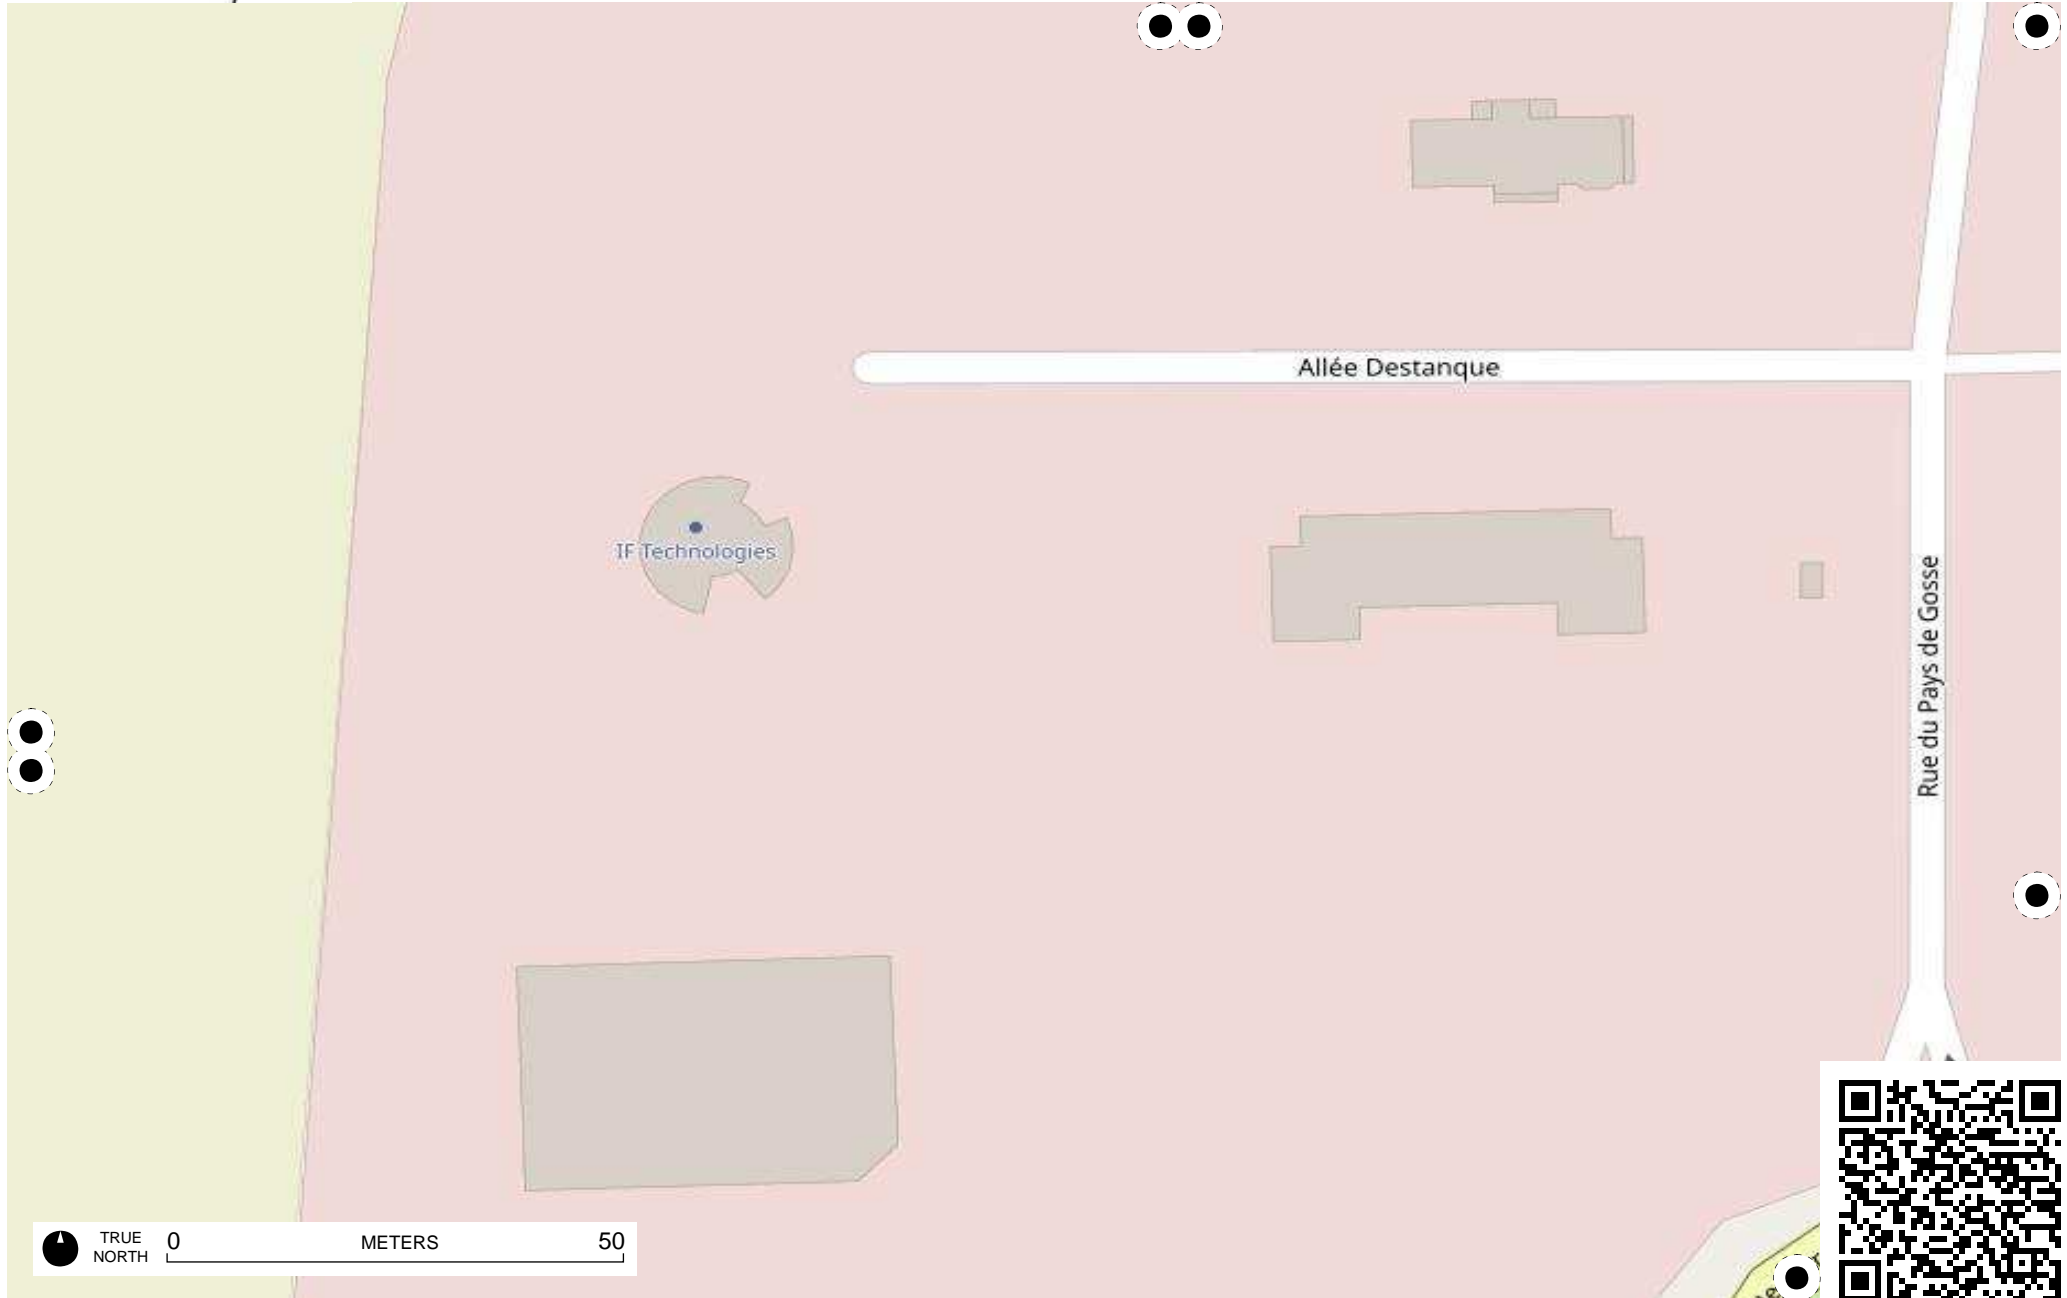 Allée Destanque
IF Technologies
Rue du Pays de Gosse
TRUE
NORTH
0 METERS 50